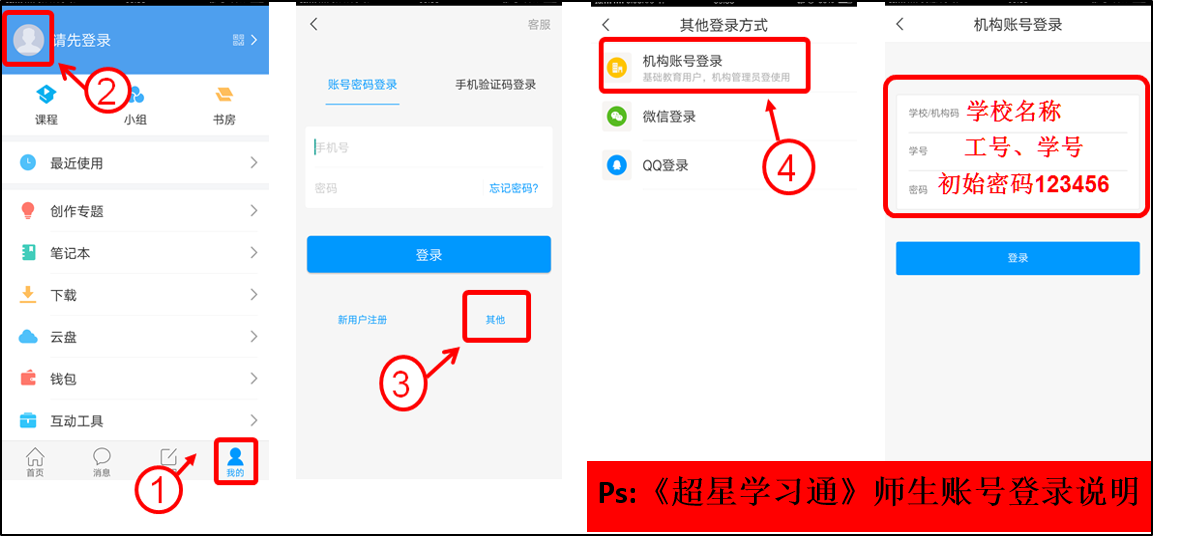 请先登录
②
课程
小组
书房
最近使用
创作专题
笔记本
下载
云盘
钱包
互动工具
首页
消息
我的
①
客服
账号密码登录
手机验证码登录
手机号
密码
忘记密码?
登录
新用户注册
其他
③
其他登录方式
机构账号登录
基础教育用户,机构管理员登使用
微信登录
QQ登录
④
机构账号登录
学校/机构码 学校名称
学号 工号、学号
密码 初始密码123456
登录
Ps:《超星学习通》师生账号登录说明